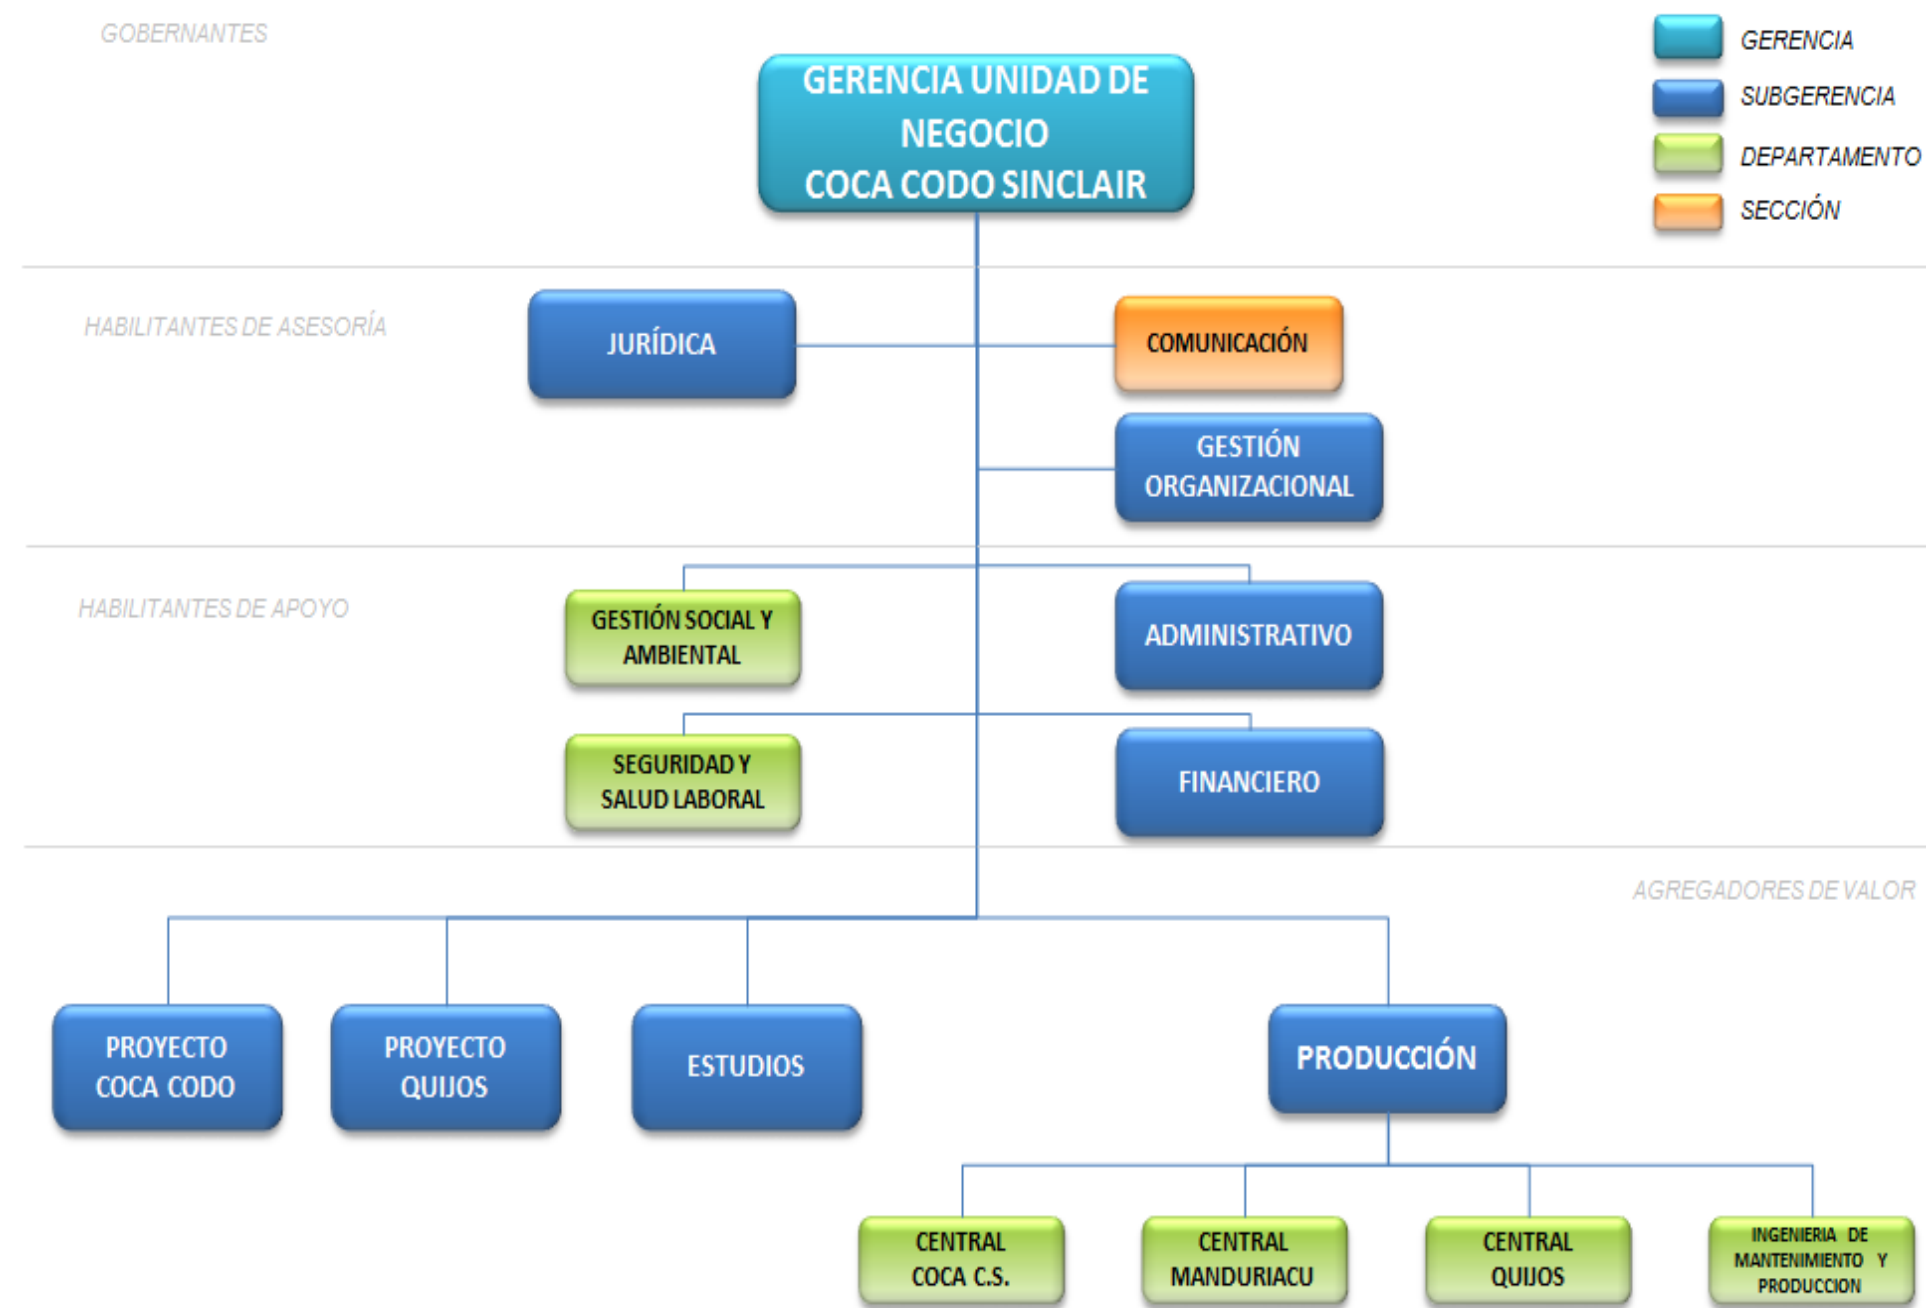 GOBERNANTES
GERENCIA UNIDAD DE
NEGOCIO
COCA CODO SINCLAIR
GERENCIA
SUBGERENCIA
DEPARTAMENTO
SECCIÓN
HABILITANTES DE ASESORÍA
JURÍDICA
COMUNICACIÓN
GESTIÓN
ORGANIZACIONAL
HABILITANTES DE APOYO
GESTIÓN SOCIAL Y
AMBIENTAL
ADMINISTRATIVO
SEGURIDAD Y
SALUD LABORAL
FINANCIERO
AGREGADORES DE VALOR
PROYECTO
COCA CODO
PROYECTO
QUIJOS
ESTUDIOS
PRODUCCIÓN
CENTRAL
COCA C.S.
CENTRAL
MANDURIACU
CENTRAL
QUIJOS
INGENIERIA DE
MANTENIMIENTO Y
PRODUCCION